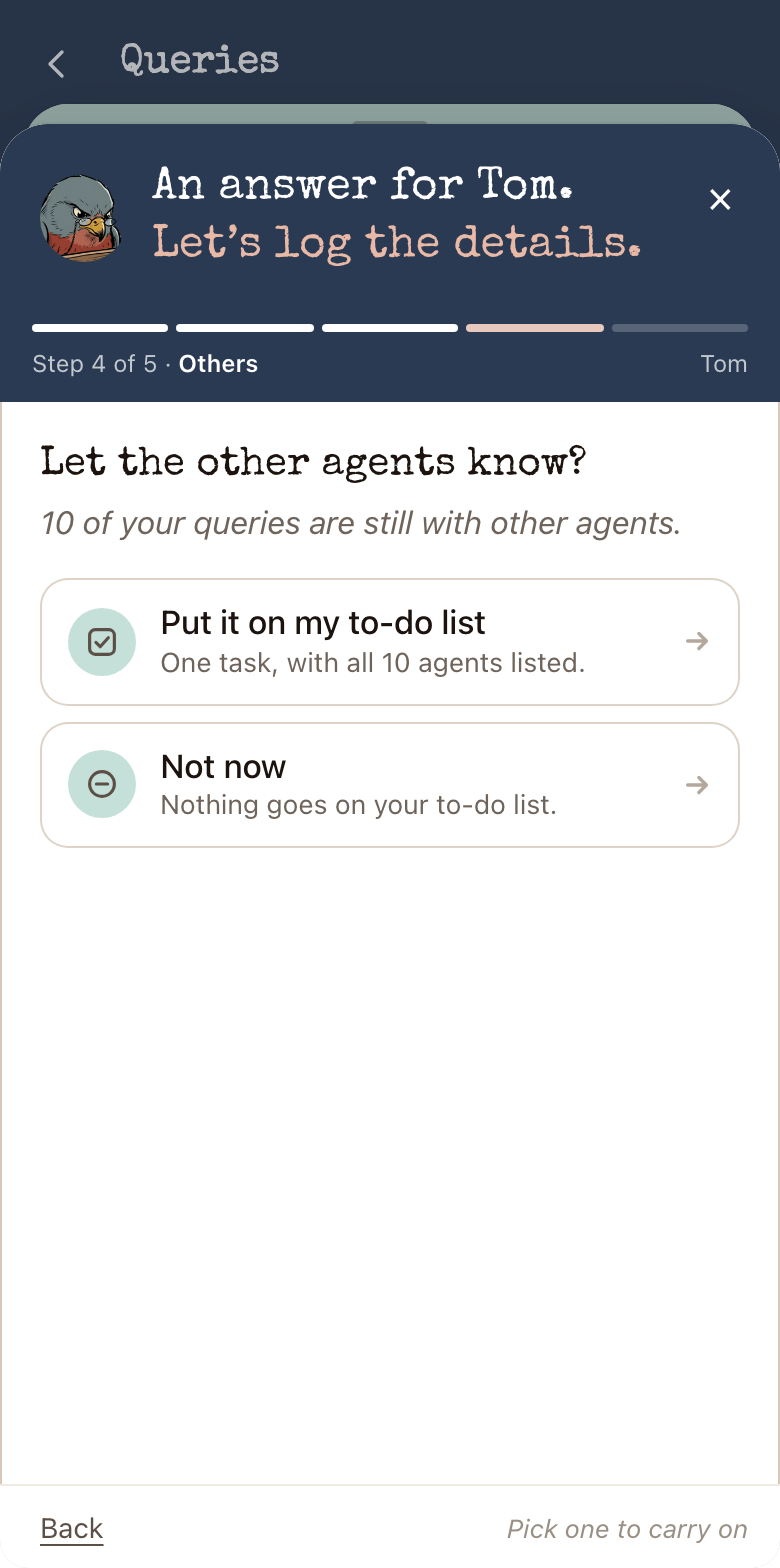 Queries
An answer for Tom.
Let's log the details.
Step 4 of 5 · Others
Tom
Let the other agents know?
10 of your queries are still with other agents.
Put it on my to-do list
One task, with all 10 agents listed.
Not now
Nothing goes on your to-do list.
Back
Pick one to carry on